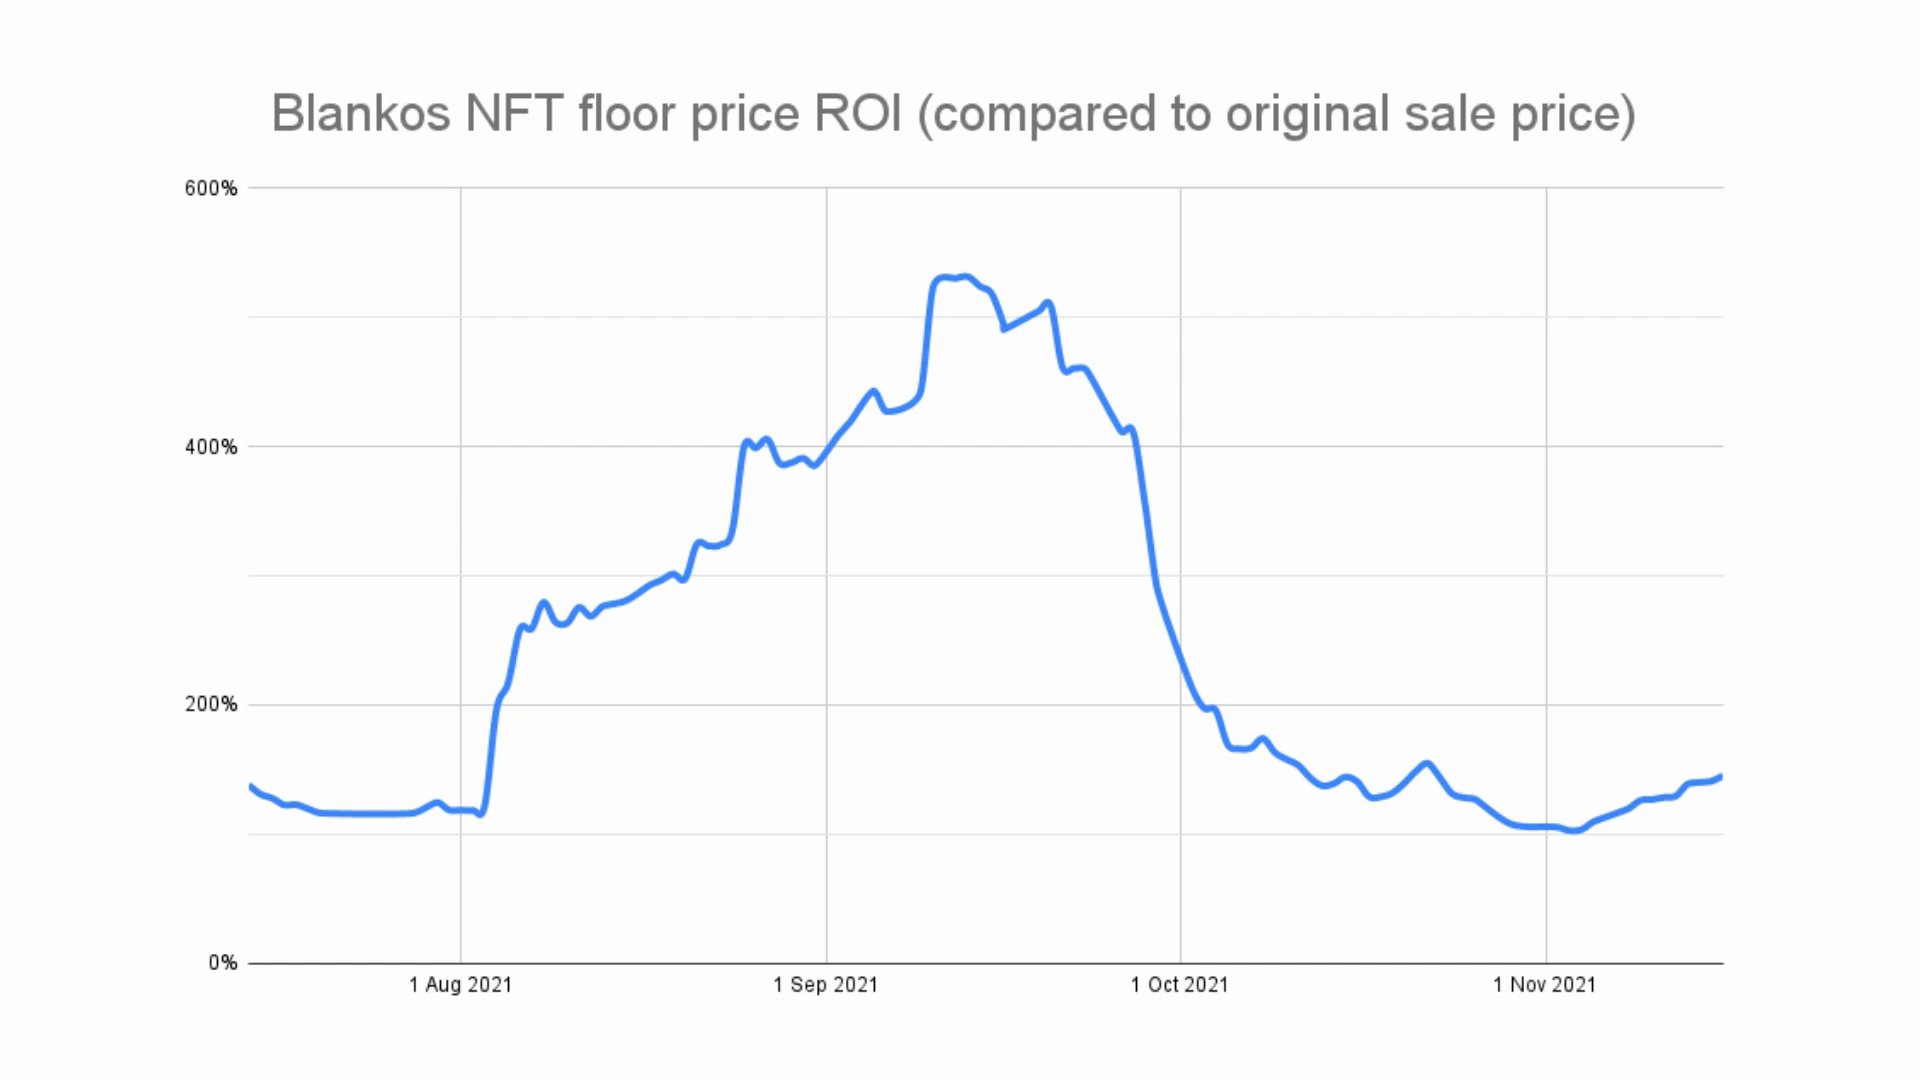 Blankos NFT floor price ROI (compared to original sale price)
600%
400%
200%
0%
1 Aug 2021
1 Sep 2021
1 Oct 2021
1 Nov 2021